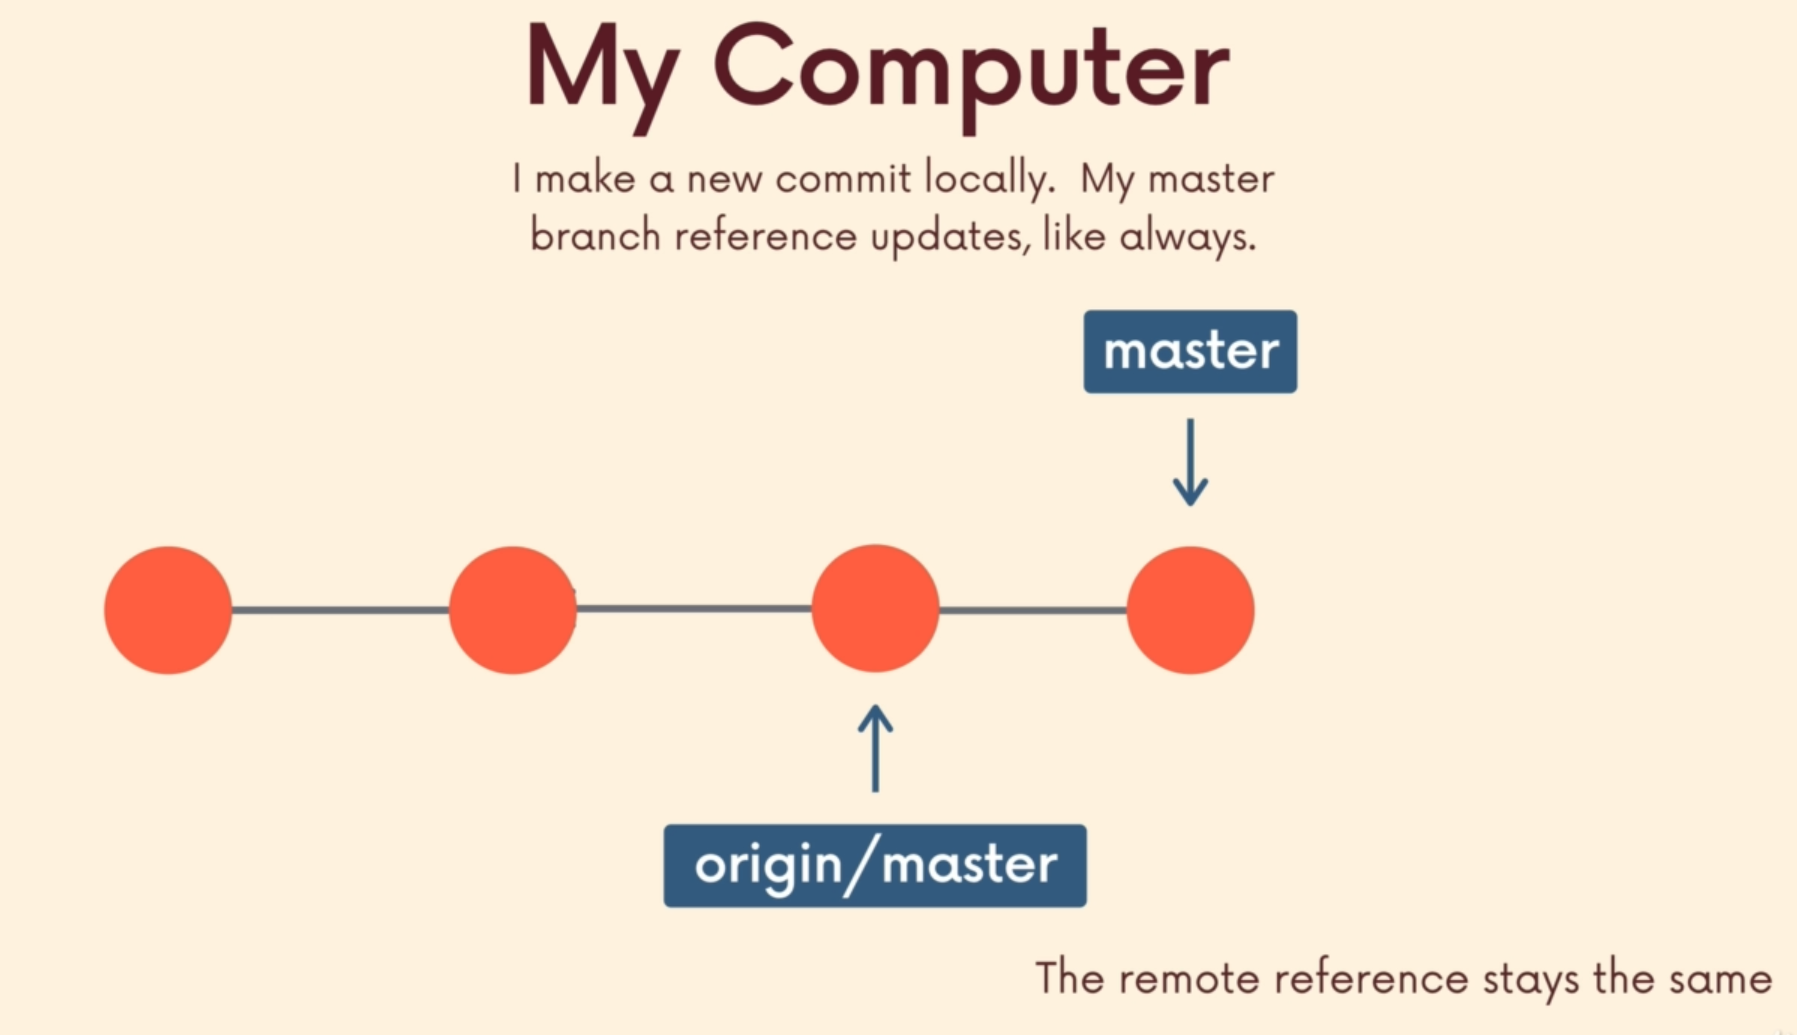 My Computer
I make a new commit locally. My master
branch reference updates, like always.
master
origin/master
The remote reference stays the same